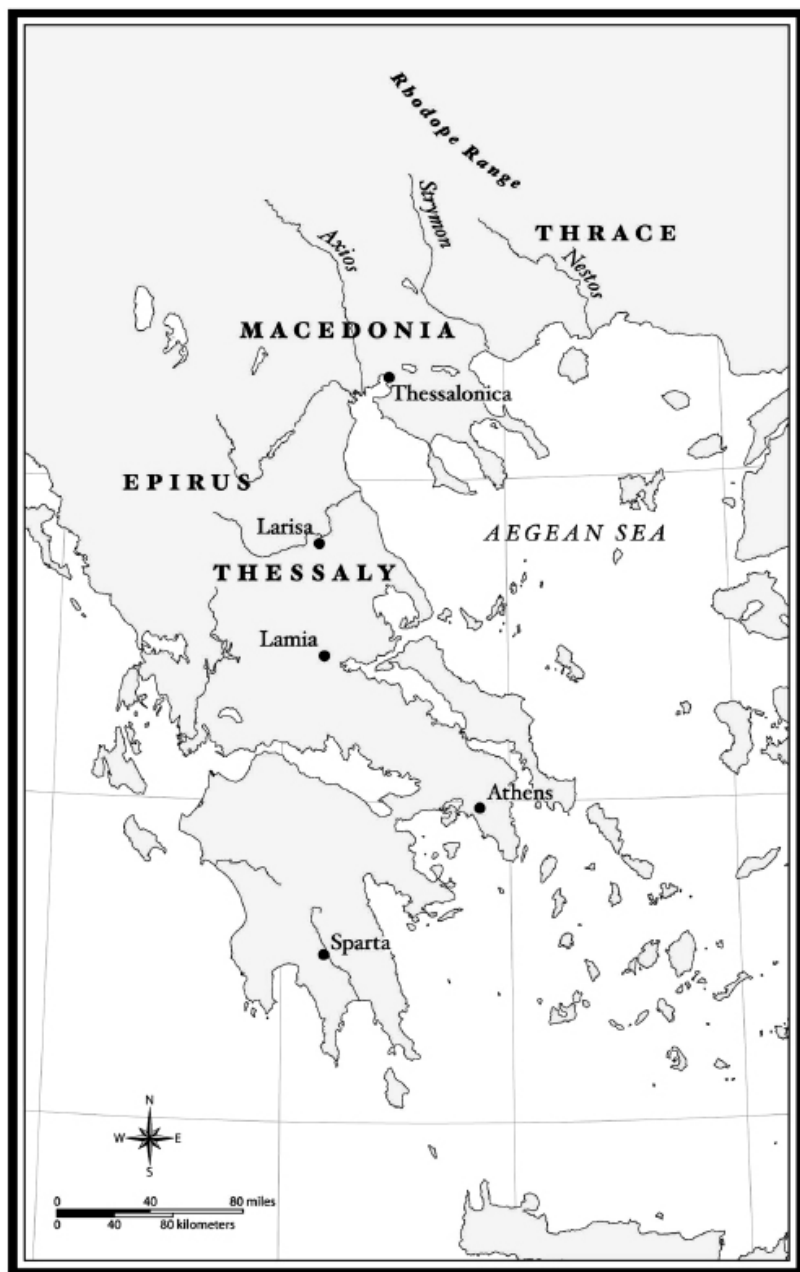 Rhodope Range
Strymon
THRACE
Axios
Nestos
MACEDONIA
Thessalonica
EPIRUS
Larisa
AEGEAN SEA
THESSALY
Lamia
Athens
Sparta
N
W E
S
0 40 80 miles
0 40 80 kilometers